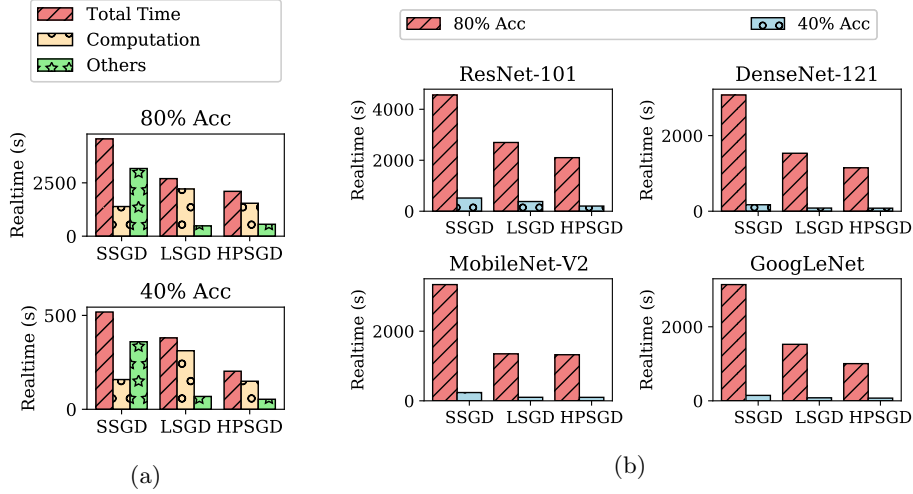 Total Time
Computation
Others
80% Acc
Realtime (s)
2500
0
SSGD LSGD HPSGD
40% Acc
Realtime (s)
500
0
SSGD LSGD HPSGD
(a)
80% Acc 40% Acc
ResNet-101
Realtime (s)
4000
2000
0
SSGD LSGD HPSGD
DenseNet-121
Realtime (s)
2000
0
SSGD LSGD HPSGD
MobileNet-V2
Realtime (s)
2000
0
SSGD LSGD HPSGD
GoogLeNet
Realtime (s)
2000
0
SSGD LSGD HPSGD
(b)